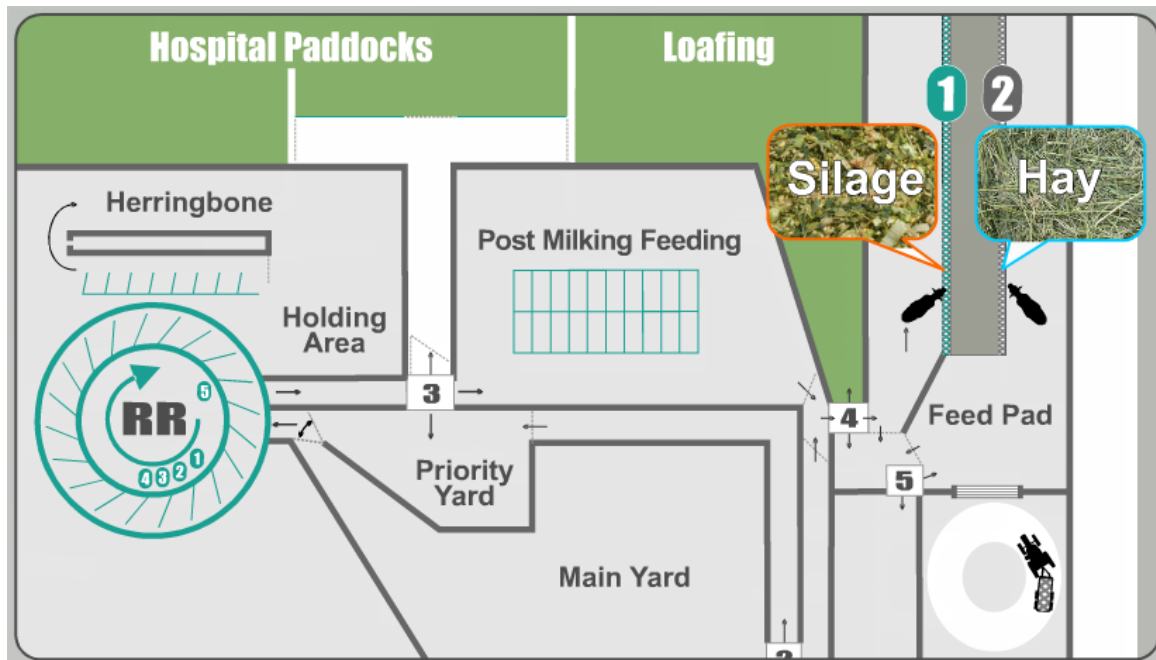 Hospital Paddocks
Loafing
1
2
Silage
Hay
Herringbone
Post Milking Feeding
Holding
Area
5
RR
3
4
Feed Pad
1
2
3
4
Priority
Yard
5
Main Yard